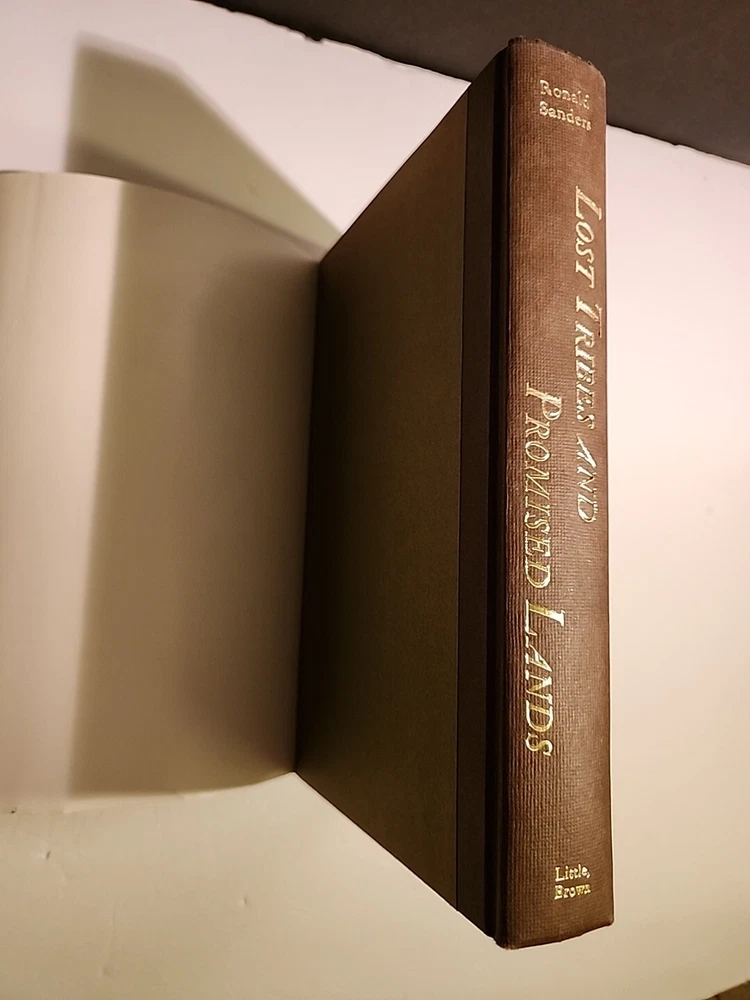 Ronald
Sanders
LOST TRIBES AND
PROMISED LANDS
Little,
Brown